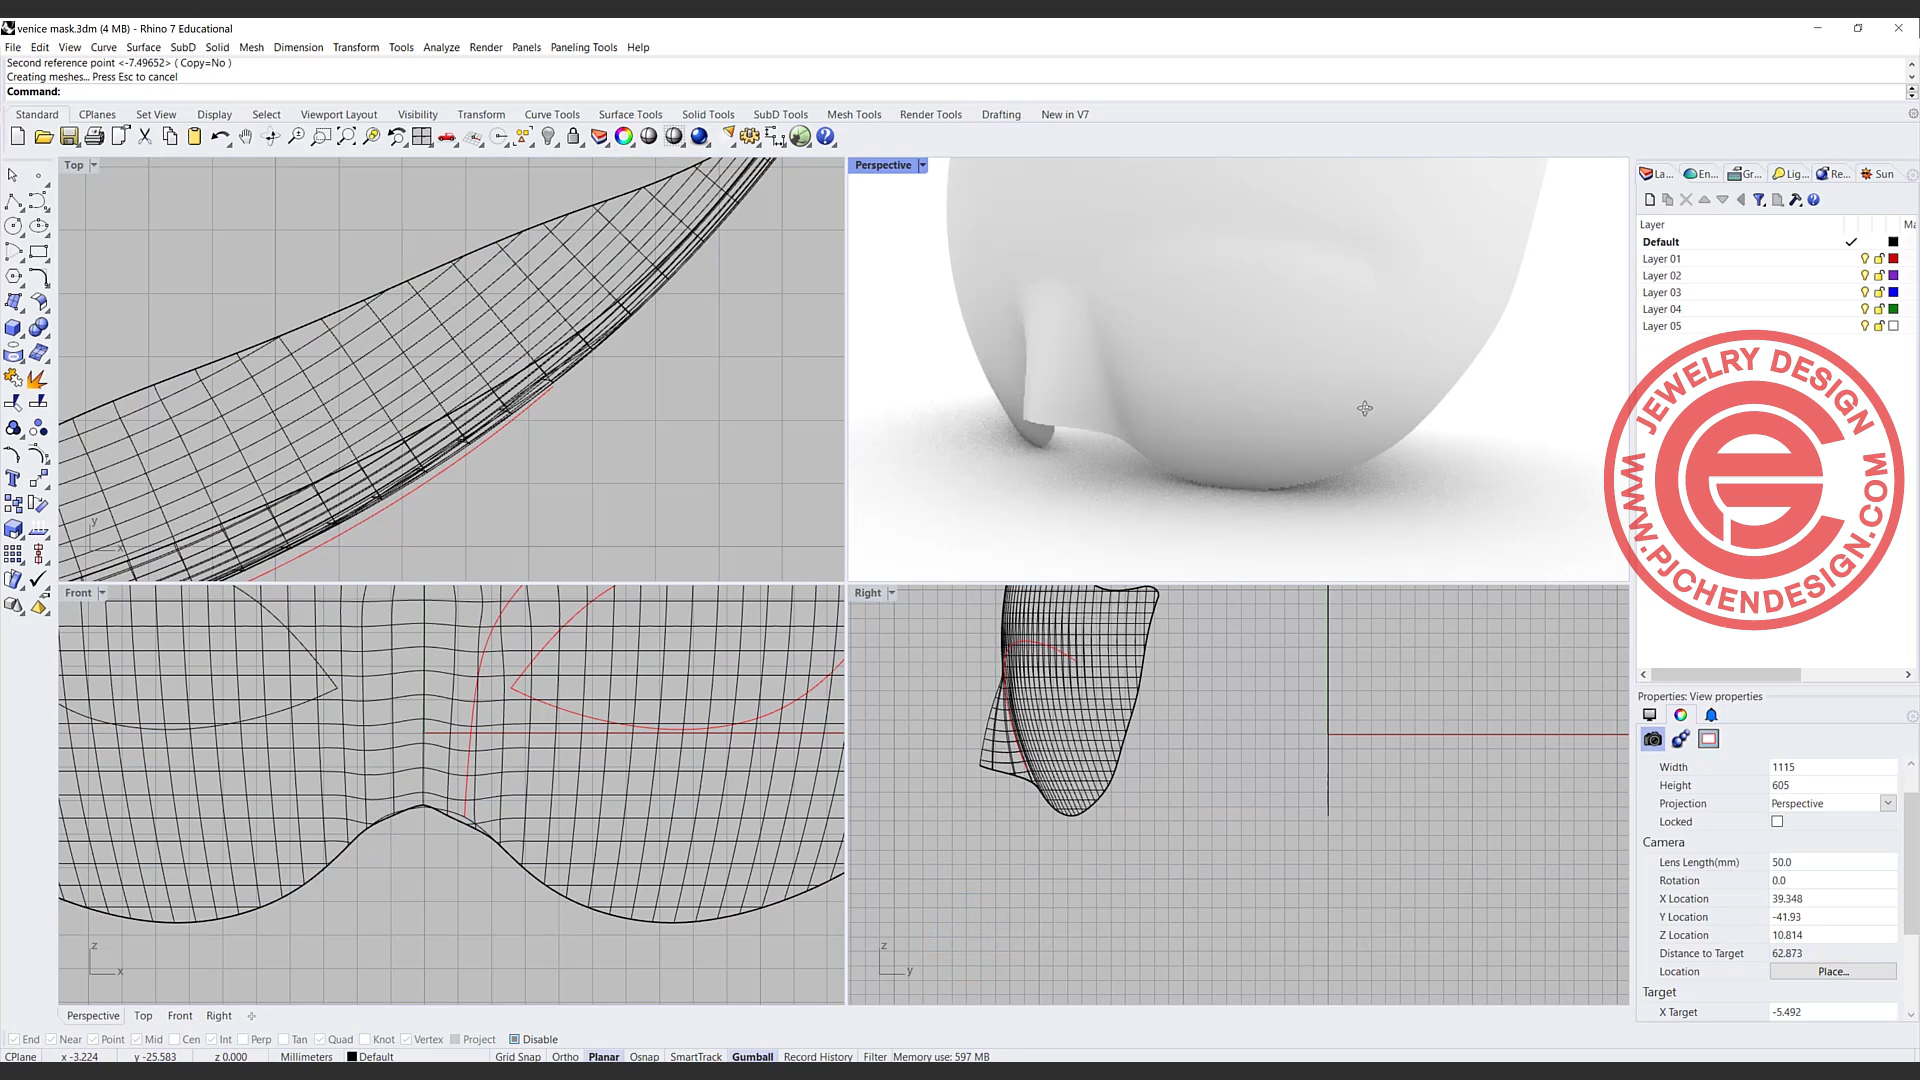 venice mask.3dm (4 MB) - Rhino 7 Educational
File Edit View Curve Surface SubD Solid Mesh Dimension Transform Tools Analyze Render Panels Paneling Tools Help
Second reference point <-7.49652> ( Copy=No )
Creating meshes... Press Esc to cancel
Command:
Standard CPlanes Set View Display Select Viewport Layout Visibility Transform Curve Tools Surface Tools Solid Tools SubD Tools Mesh Tools Render Tools Drafting New in V7
Top
Perspective
La... En... Gr... Lig... Re... Sun
Layer Ma
Default
Layer 01
Layer 02
Layer 03
Layer 04
Layer 05
JEWELRY DESIGN
WWW.PJCHENDESIGN.COM
y
x
Front
Right
z
x
z
y
Properties: View properties
Width 1115
Height 605
Projection Perspective
Locked
Camera
Lens Length(mm) 50.0
Rotation 0.0
X Location 39.348
Y Location -41.93
Z Location 10.814
Distance to Target 62.873
Location Place...
Target
X Target -5.492
Perspective Top Front Right
End Near Point Mid Cen Int Perp Tan Quad Knot Vertex Project Disable
CPlane x -3.224 y -25.583 z 0.000 Millimeters Default Grid Snap Ortho Planar Osnap SmartTrack Gumball Record History Filter Memory use: 597 MB